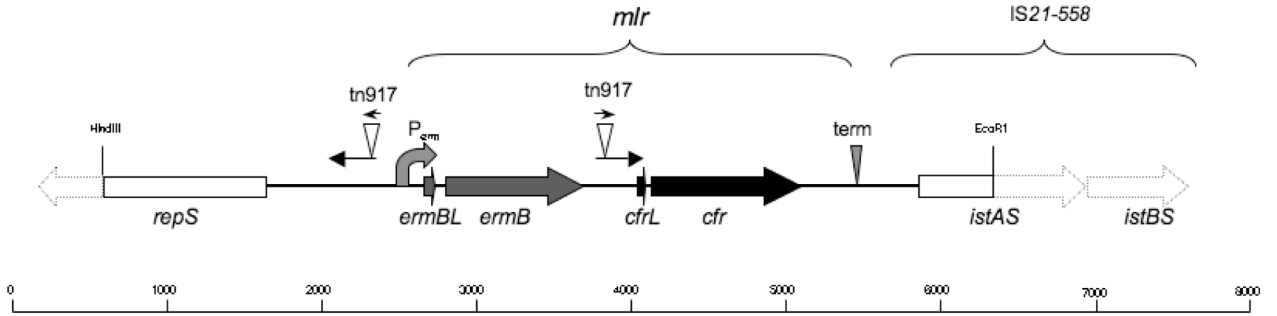 mlr
IS21-558
tn917
tn917
HindIII
Perm
term
EcoR1
repS
ermBL
ermB
cfrL
cfr
istAS
istBS
0 1000 2000 3000 4000 5000 6000 7000 8000